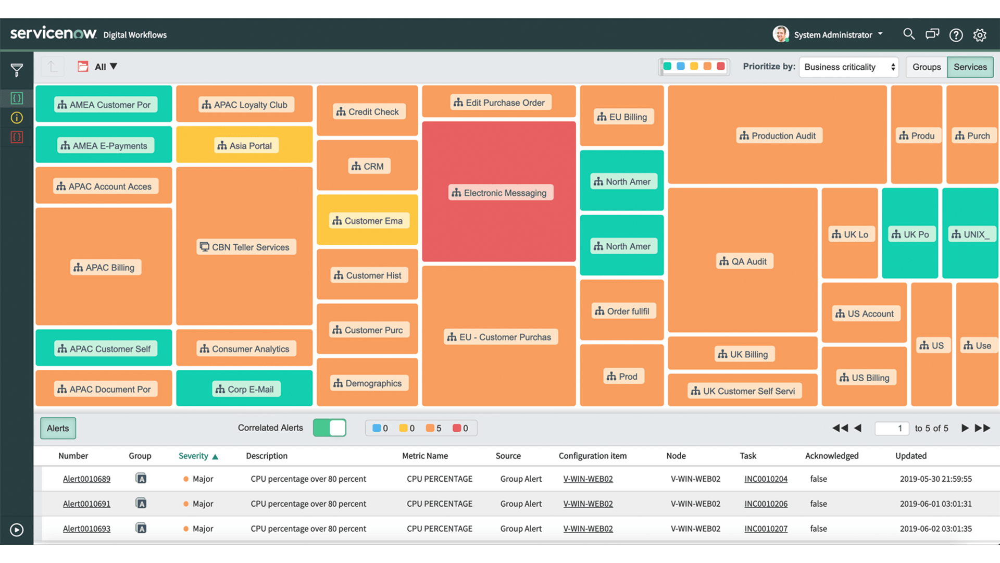 servicenow Digital Workflows
System Administrator
All
Prioritize by: Business criticality
Groups Services
AMEA Customer Por
AMEA E-Payments
APAC Account Acces
APAC Billing
APAC Customer Self
APAC Document Por
APAC Loyalty Club
Asia Portal
CBN Teller Services
Consumer Analytics
Corp E-Mail
Credit Check
CRM
Customer Ema
Customer Hist
Customer Purc
Demographics
Edit Purchase Order
Electronic Messaging
EU - Customer Purchas
EU Billing
North Amer
North Amer
Order fullfil
Prod
Production Audit
Produ
Purch
QA Audit
UK Billing
UK Customer Self Servi
UK Lo
UK Po
UNIX_
US Account
US Billing
US
Use
Alerts
Correlated Alerts
0 0 5 0
1 to 5 of 5
Number Group Severity ▲ Description Metric Name Source Configuration item Node Task Acknowledged Updated
Alert0010689 A Major CPU percentage over 80 percent CPU PERCENTAGE Group Alert V-WIN-WEB02 V-WIN-WEB02 INC0010204 false 2019-05-30 21:59:55
Alert0010691 A Major CPU percentage over 80 percent CPU PERCENTAGE Group Alert V-WIN-WEB02 V-WIN-WEB02 INC0010206 false 2019-06-01 03:01:31
Alert0010693 A Major CPU percentage over 80 percent CPU PERCENTAGE Group Alert V-WIN-WEB02 V-WIN-WEB02 INC0010207 false 2019-06-02 03:01:35